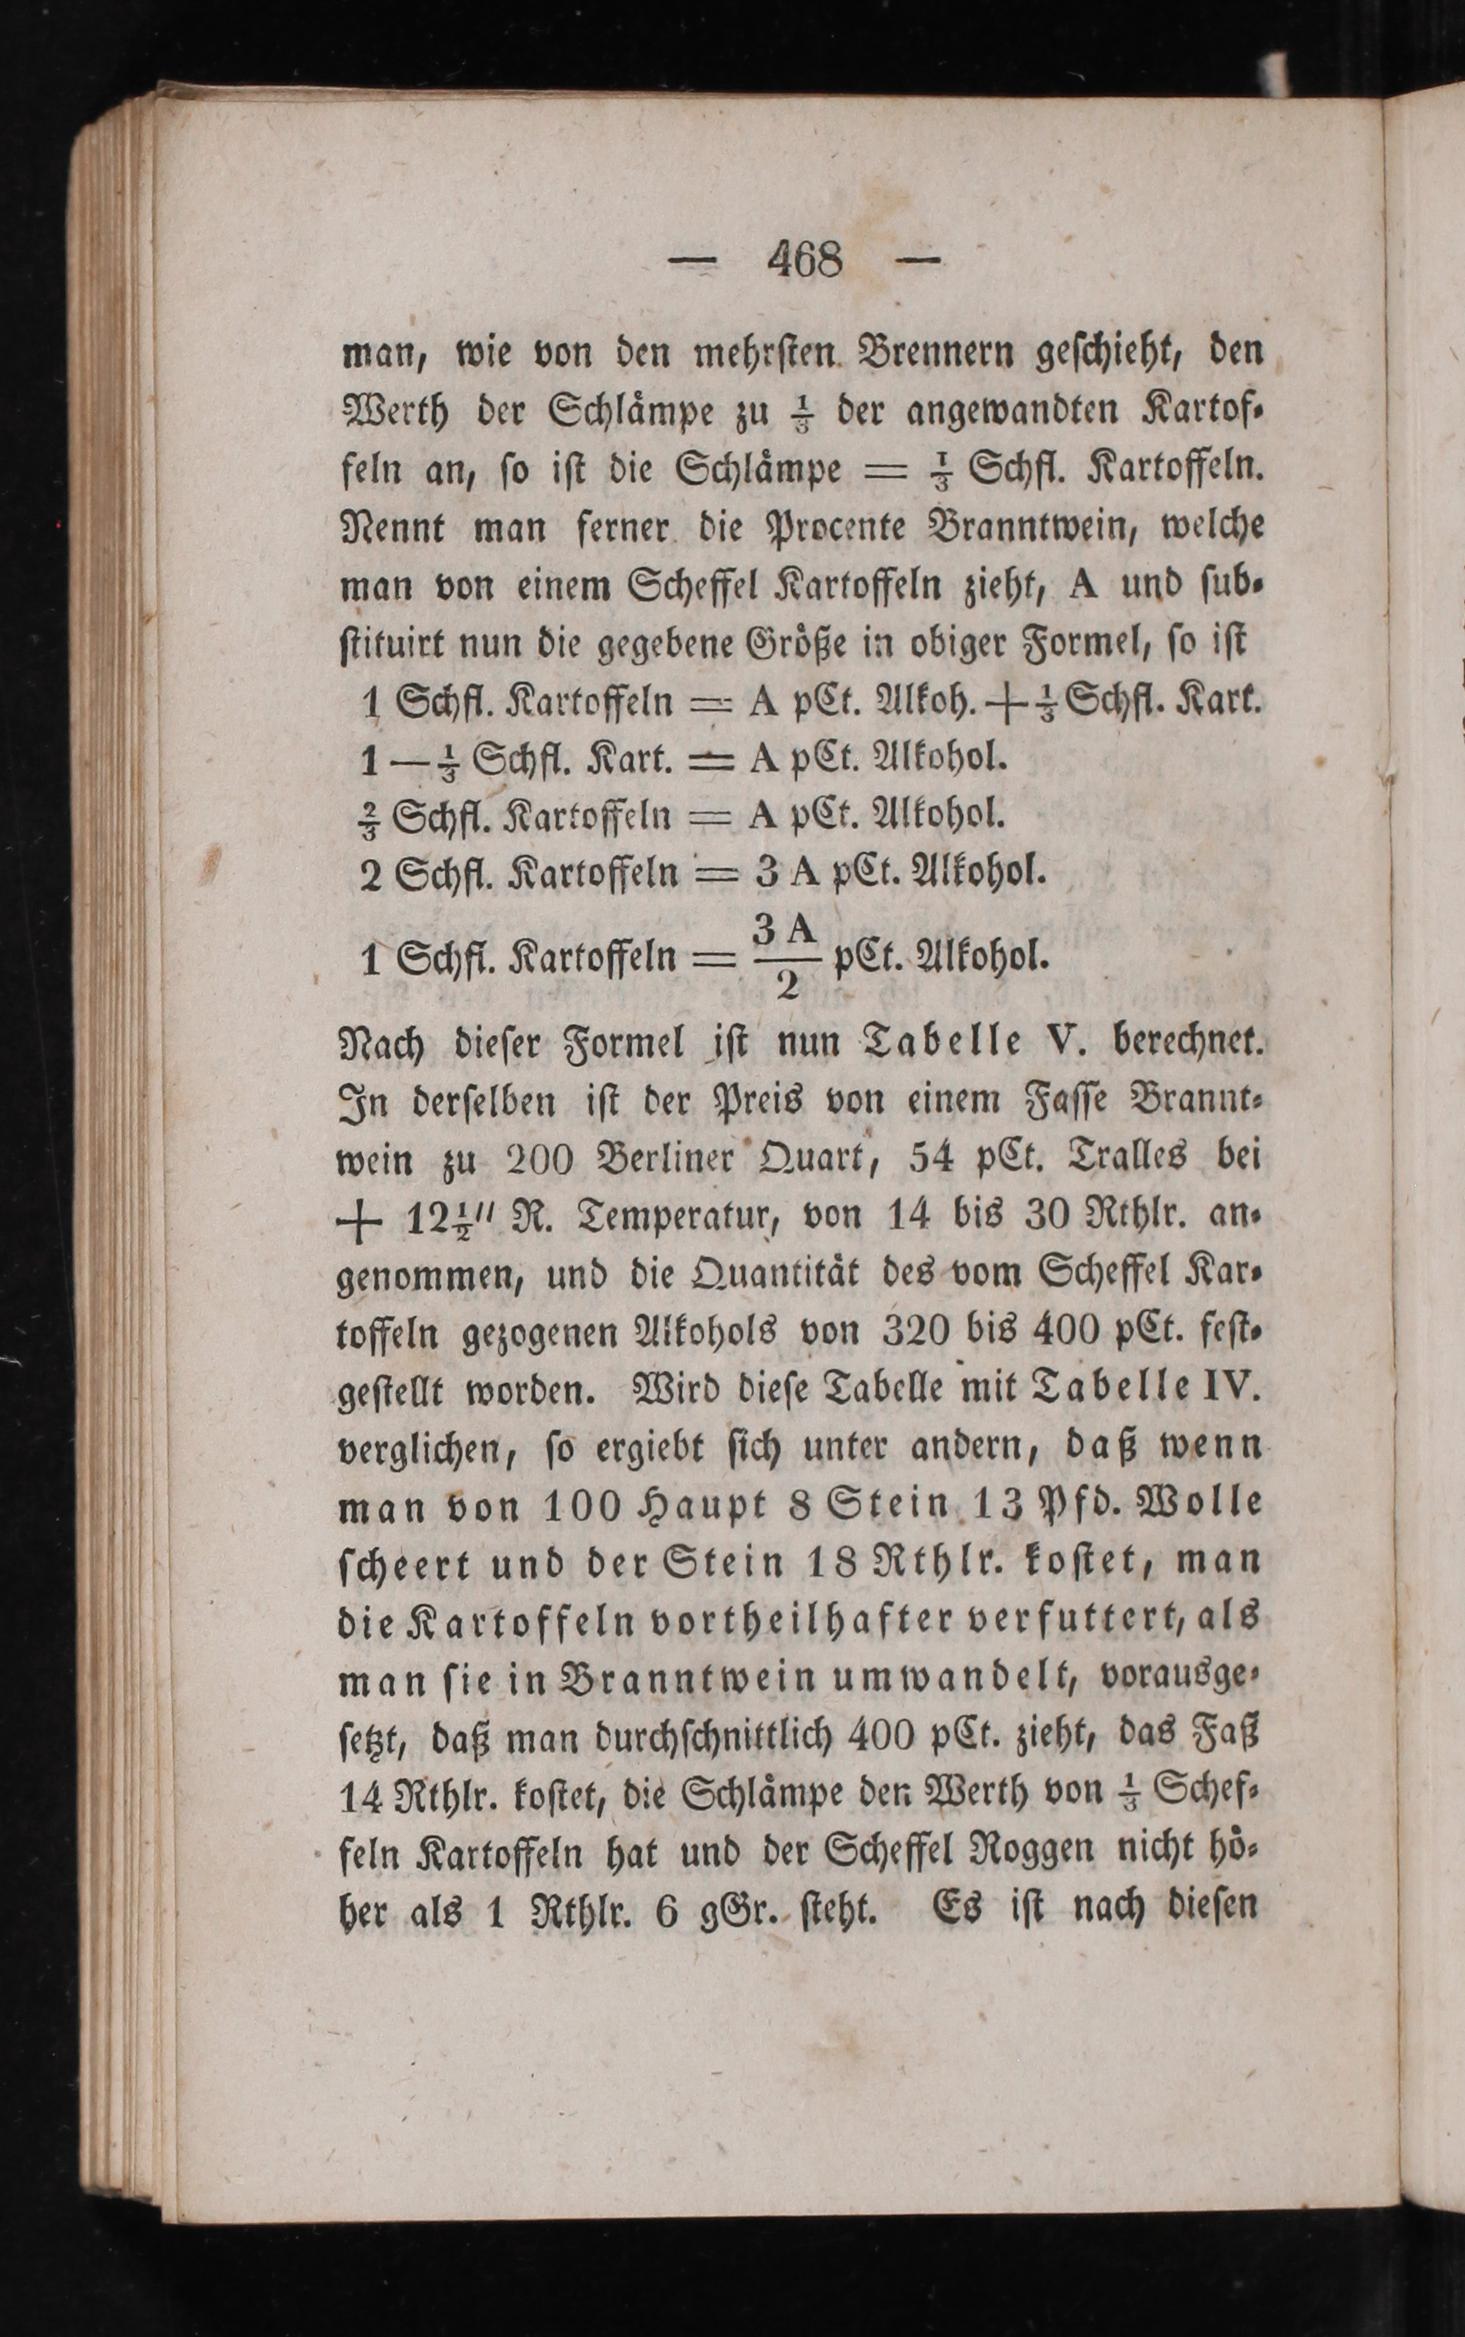 — 468 —
man, wie von den mehrſten Brennern geſchieht, den
Werth der Schlaͤmpe zu ⅓ der angewandten Kartof⸗
feln an, ſo iſt die Schlaͤmpe = ⅓ Schfl. Kartoffeln.
Nennt man ferner die Procente Branntwein, welche
man von einem Scheffel Kartoffeln zieht, A und ſub⸗
ſtituirt nun die gegebene Groͤße in obiger Formel, ſo iſt
1 Schfl. Kartoffeln = A pCt. Alkoh. + ⅓ Schfl. Kart.
1 — ⅓ Schfl. Kart. = A pCt. Alkohol.
⅔ Schfl. Kartoffeln = A pCt. Alkohol.
2 Schfl. Kartoffeln = 3 A pCt. Alkohol.
1 Schfl. Kartoffeln = 3 A / 2 pCt. Alkohol.
Nach dieſer Formel iſt nun Tabelle V. berechnet.
In derſelben iſt der Preis von einem Faſſe Brannt⸗
wein zu 200 Berliner Quart, 54 pCt. Tralles bei
+ 12½″ R. Temperatur, von 14 bis 30 Rthlr. an⸗
genommen, und die Quantitaͤt des vom Scheffel Kar⸗
toffeln gezogenen Alkohols von 320 bis 400 pCt. feſt⸗
geſtellt worden. Wird dieſe Tabelle mit Tabelle IV.
verglichen, ſo ergiebt ſich unter andern, daß wenn
man von 100 Haupt 8 Stein 13 Pfd. Wolle
ſcheert und der Stein 18 Rthlr. koſtet, man
die Kartoffeln vortheilhafter verfuttert, als
man ſie in Branntwein umwandelt, vorausge⸗
ſetzt, daß man durchſchnittlich 400 pCt. zieht, das Faß
14 Rthlr. koſtet, die Schlaͤmpe den Werth von ⅓ Schef⸗
feln Kartoffeln hat und der Scheffel Roggen nicht hoͤ⸗
her als 1 Rthlr. 6 gGr. ſteht. Es iſt nach dieſen